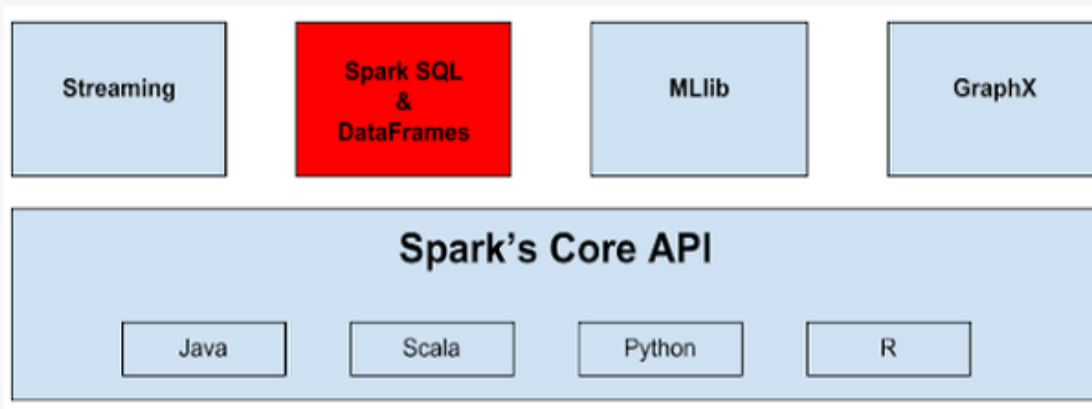 Streaming
Spark SQL
&
DataFrames
MLlib
GraphX
Spark’s Core API
Java
Scala
Python
R